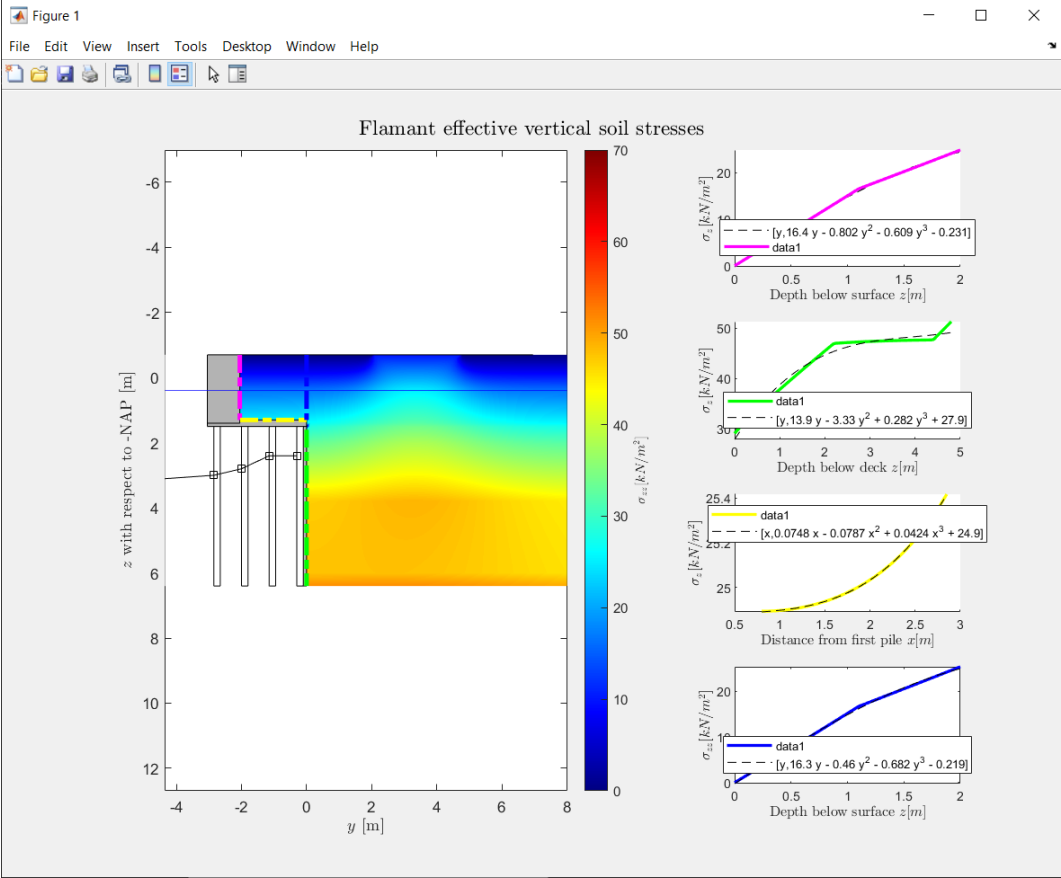 Figure 1
File Edit View Insert Tools Desktop Window Help
Flamant effective vertical soil stresses
-6
-4
-2
0
2
4
6
8
10
12
z with respect to -NAP [m]
-4 -2 0 2 4 6 8
y [m]
70
60
50
40
30
20
10
0
σzz[kN/m²]
20
10
0
σz[kN/m²]
[y,16.4 y - 0.802 y² - 0.609 y³ - 0.231]
data1
0 0.5 1 1.5 2
Depth below surface z[m]
50
40
30
σz[kN/m²]
data1
[y,13.9 y - 3.33 y² + 0.282 y³ + 27.9]
0 1 2 3 4 5
Depth below deck z[m]
25.4
25.2
25
σz[kN/m²]
data1
[x,0.0748 x - 0.0787 x² + 0.0424 x³ + 24.9]
0.5 1 1.5 2 2.5 3
Distance from first pile x[m]
20
10
0
σzz[kN/m²]
data1
[y,16.3 y - 0.46 y² - 0.682 y³ - 0.219]
0 0.5 1 1.5 2
Depth below surface z[m]